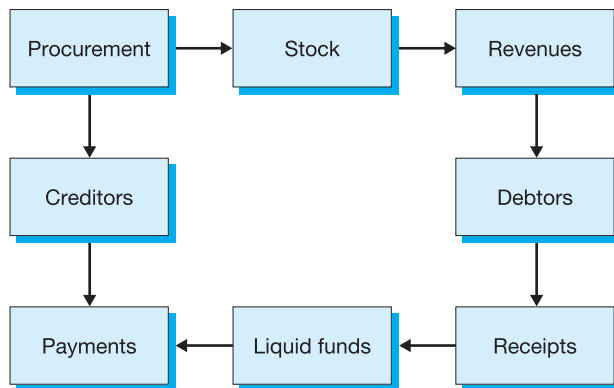 Procurement
Stock
Revenues
Creditors
Debtors
Payments
Liquid funds
Receipts